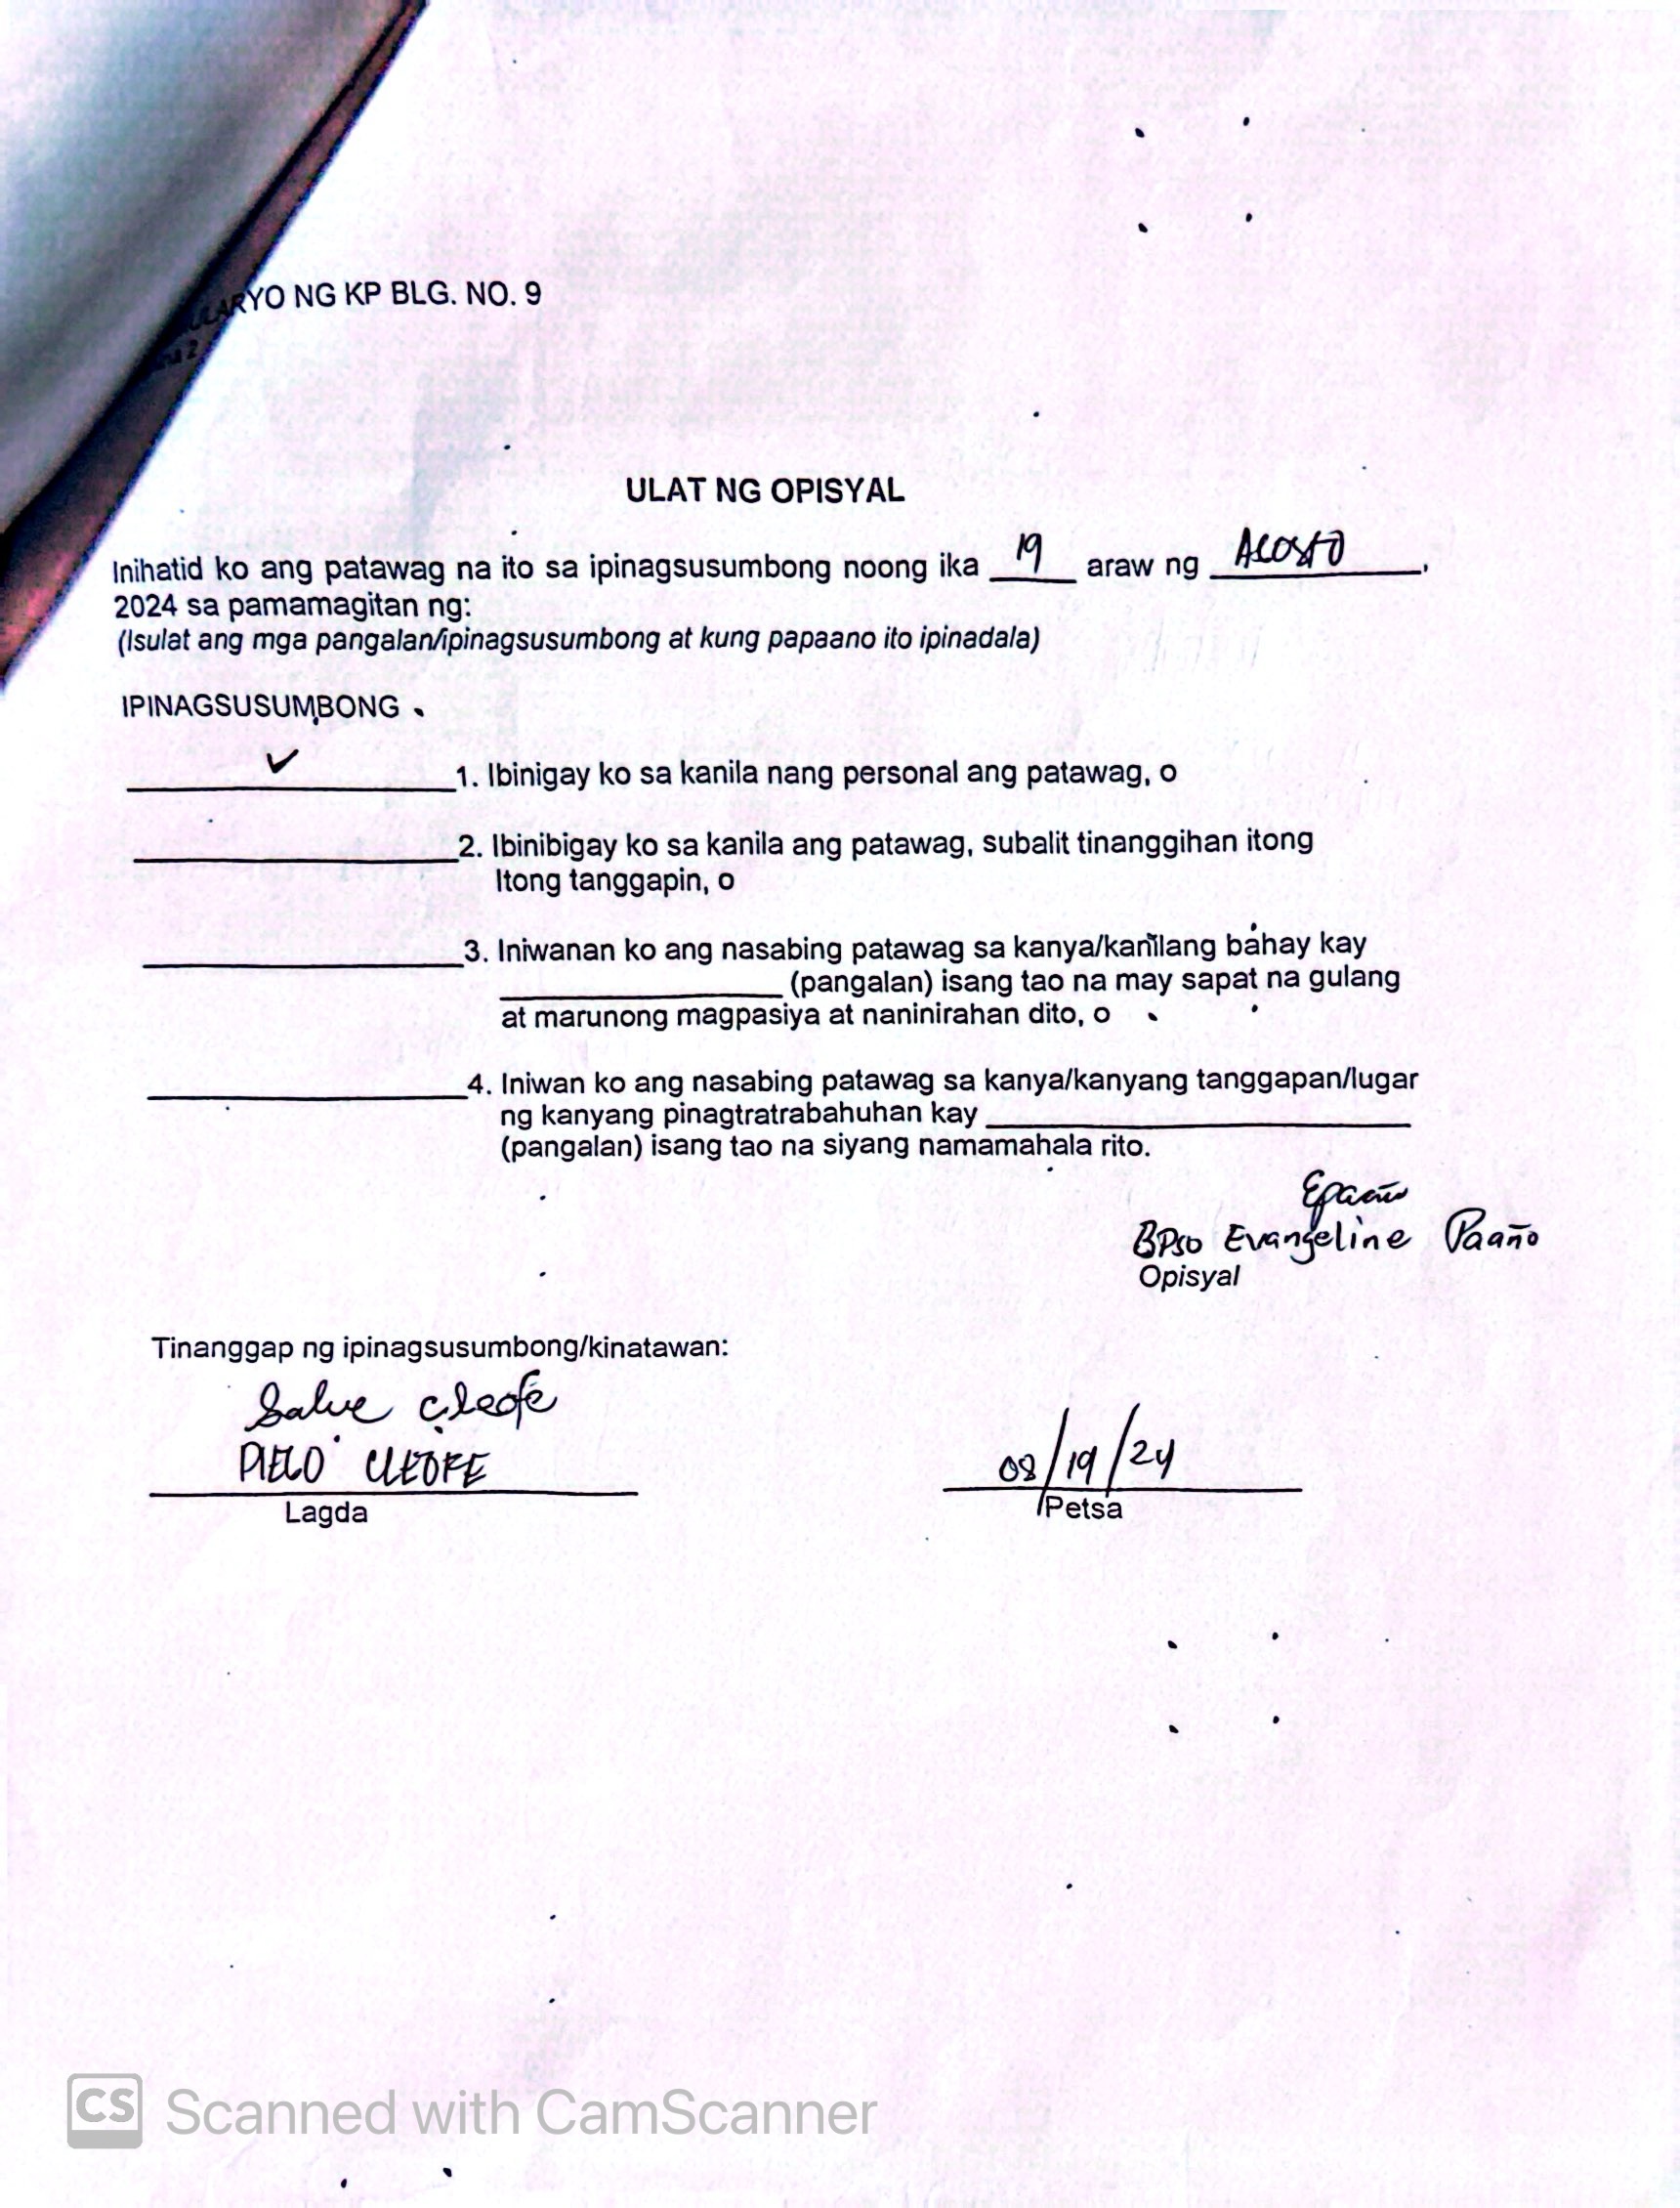 YO NG KP BLG. NO. 9
ULAT NG OPISYAL
Inihatid ko ang patawag na ito sa ipinagsusumbong noong ika 19 araw ng AGOSTO,
2024 sa pamamagitan ng:
(Isulat ang mga pangalan/ipinagsusumbong at kung papaano ito ipinadala)
IPINAGSUSUMBONG
✓ 1. Ibinigay ko sa kanila nang personal ang patawag, o
2. Ibinibigay ko sa kanila ang patawag, subalit tinanggihan itong
Itong tanggapin, o
3. Iniwanan ko ang nasabing patawag sa kanya/kanilang bahay kay
(pangalan) isang tao na may sapat na gulang
at marunong magpasiya at naninirahan dito, o
4. Iniwan ko ang nasabing patawag sa kanya/kanyang tanggapan/lugar
ng kanyang pinagtratrabahuhan kay
(pangalan) isang tao na siyang namamahala rito.
Epaaño
BPSO Evangeline Paaño
Opisyal
Tinanggap ng ipinagsusumbong/kinatawan:
Salve Cleofe
CLEOFE
08/19/24
Lagda
Petsa
CS Scanned with CamScanner